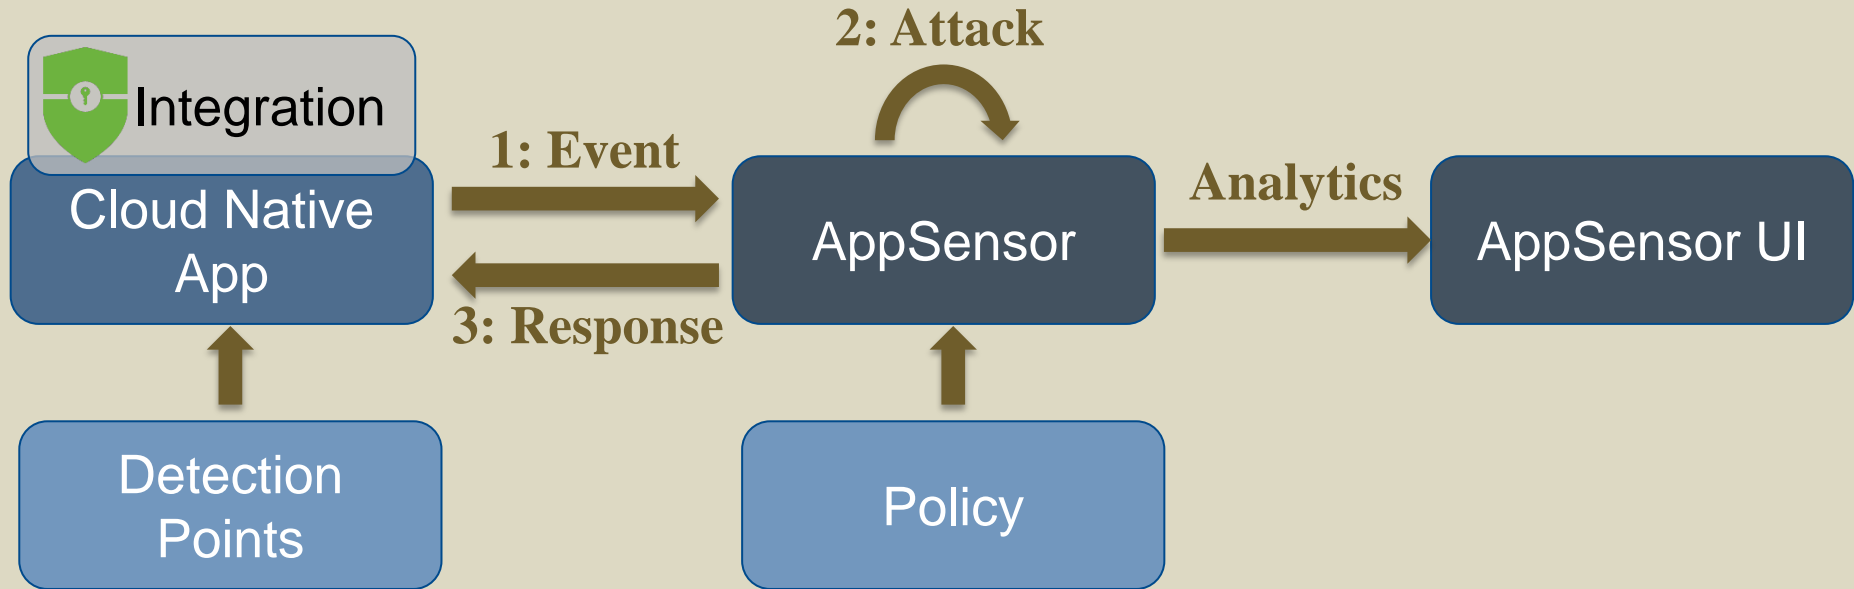 2: Attack
Integration
1: Event
Analytics
Cloud Native
App
AppSensor
AppSensor UI
3: Response
Detection
Points
Policy